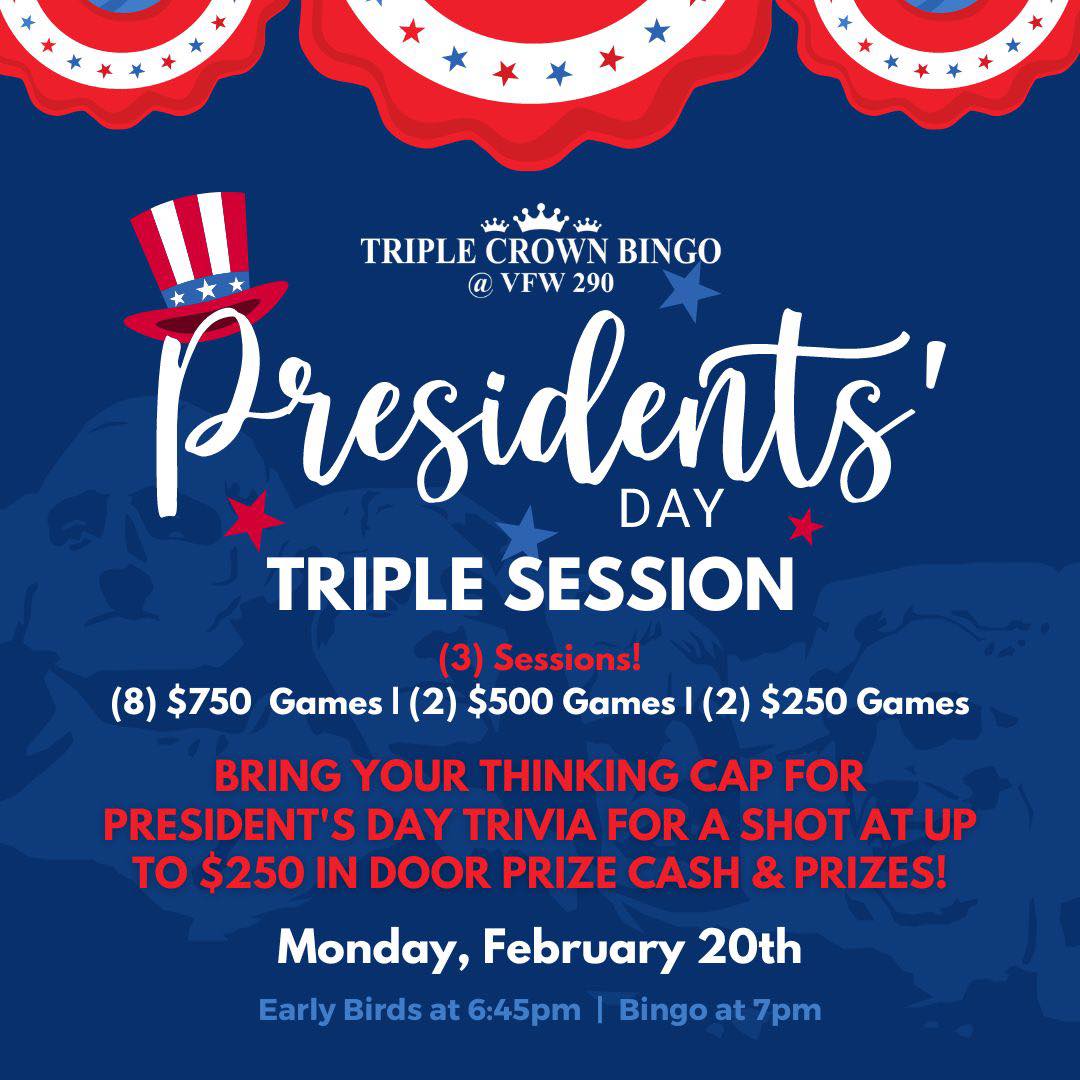 TRIPLE CROWN BINGO
@ VFW 290
Presidents'
DAY
TRIPLE SESSION
(3) Sessions!
(8) $750 Games | (2) $500 Games | (2) $250 Games
BRING YOUR THINKING CAP FOR
PRESIDENT'S DAY TRIVIA FOR A SHOT AT UP
TO $250 IN DOOR PRIZE CASH & PRIZES!
Monday, February 20th
Early Birds at 6:45pm | Bingo at 7pm